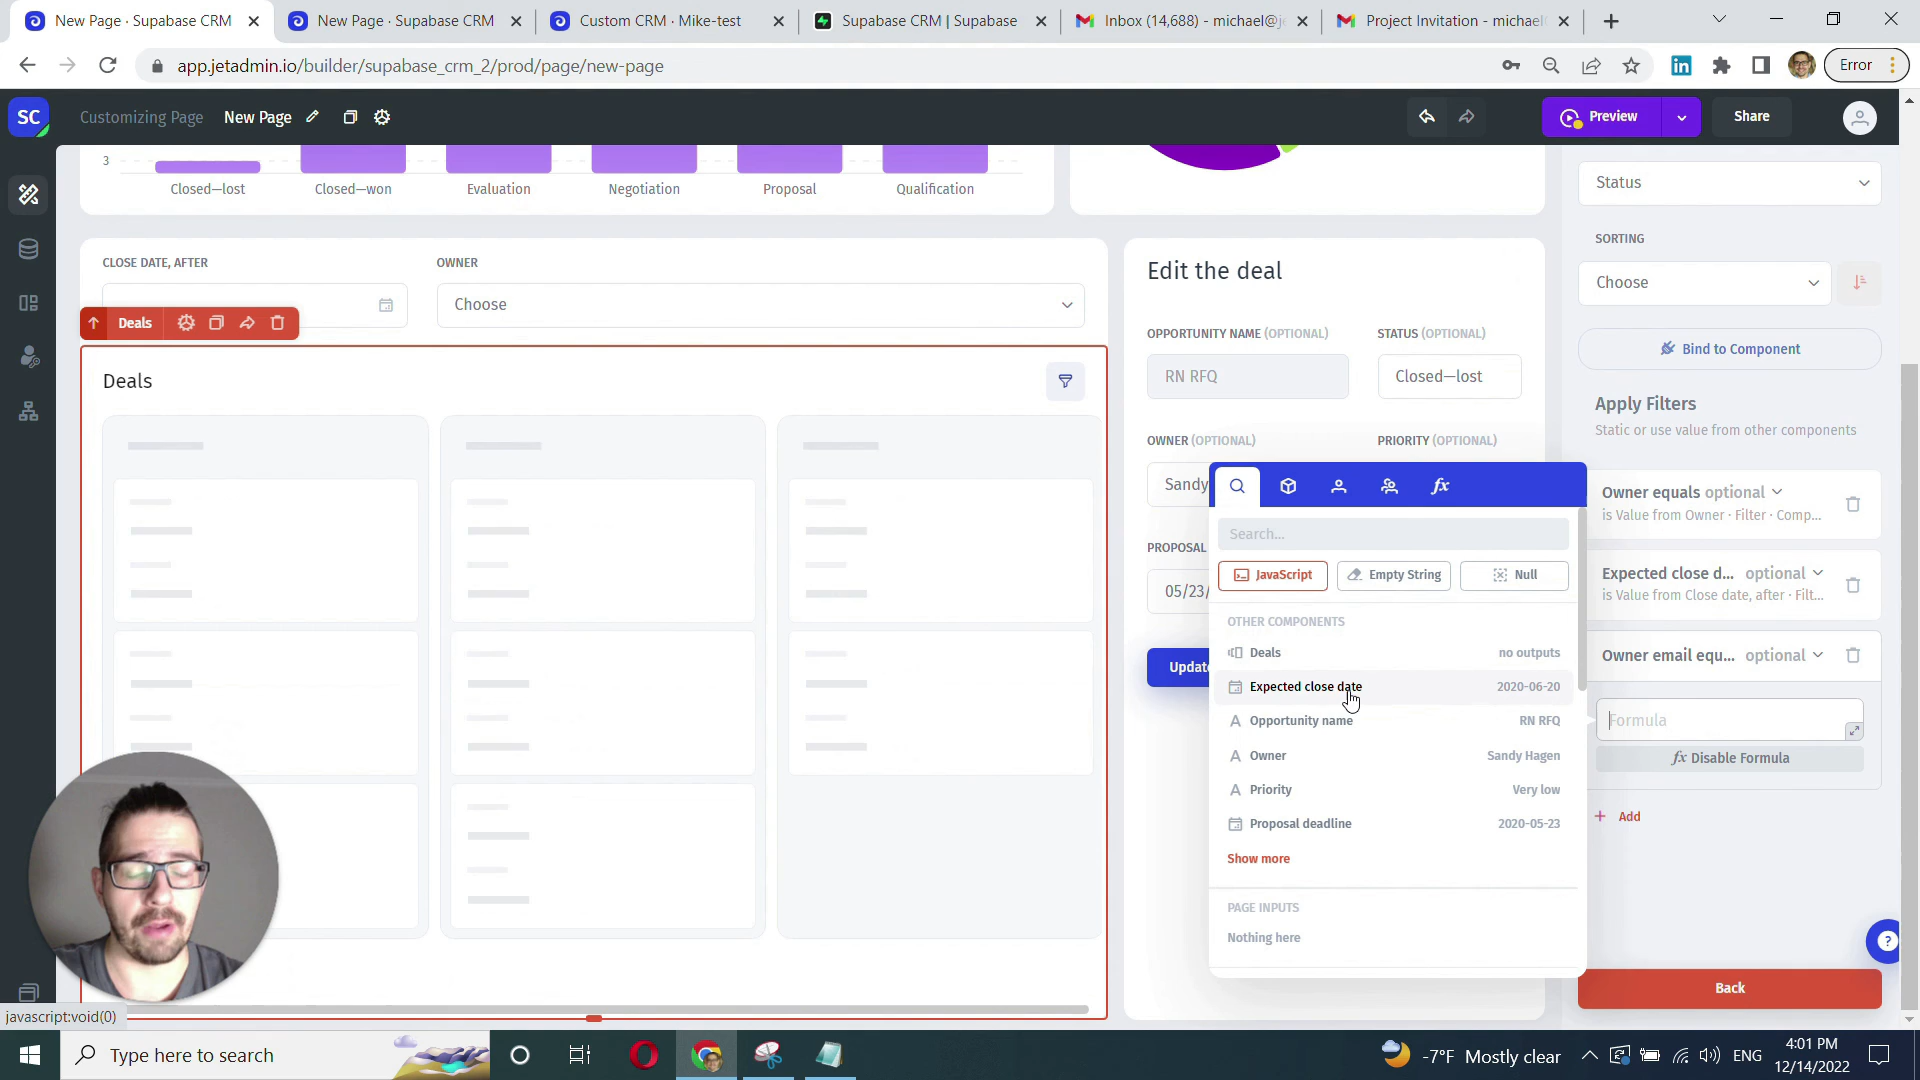 New Page · Supabase CRM
New Page · Supabase CRM
Custom CRM · Mike-test
Supabase CRM | Supabase
Inbox (14,688) - michael@je
Project Invitation - michael
app.jetadmin.io/builder/supabase_crm_2/prod/page/new-page
Error
SC
Customizing Page
New Page
Preview
Share
3
Closed—lost
Closed—won
Evaluation
Negotiation
Proposal
Qualification
CLOSE DATE, AFTER
OWNER
Choose
Deals
Deals
Edit the deal
OPPORTUNITY NAME (OPTIONAL)
STATUS (OPTIONAL)
RN RFQ
Closed—lost
OWNER (OPTIONAL)
PRIORITY (OPTIONAL)
Sandy
PROPOSAL
05/23/
Update
fx
Search...
JavaScript
Empty String
Null
OTHER COMPONENTS
Deals
no outputs
Expected close date
2020-06-20
A Opportunity name
RN RFQ
A Owner
Sandy Hagen
A Priority
Very low
Proposal deadline
2020-05-23
Show more
PAGE INPUTS
Nothing here
Status
SORTING
Choose
Bind to Component
Apply Filters
Static or use value from other components
Owner equals optional
is Value from Owner · Filter · Comp...
Expected close d... optional
is Value from Close date, after · Filt...
Owner email equ... optional
Formula
fx Disable Formula
+ Add
?
Back
javascript:void(0)
Type here to search
-7°F Mostly clear
ENG
4:01 PM
12/14/2022